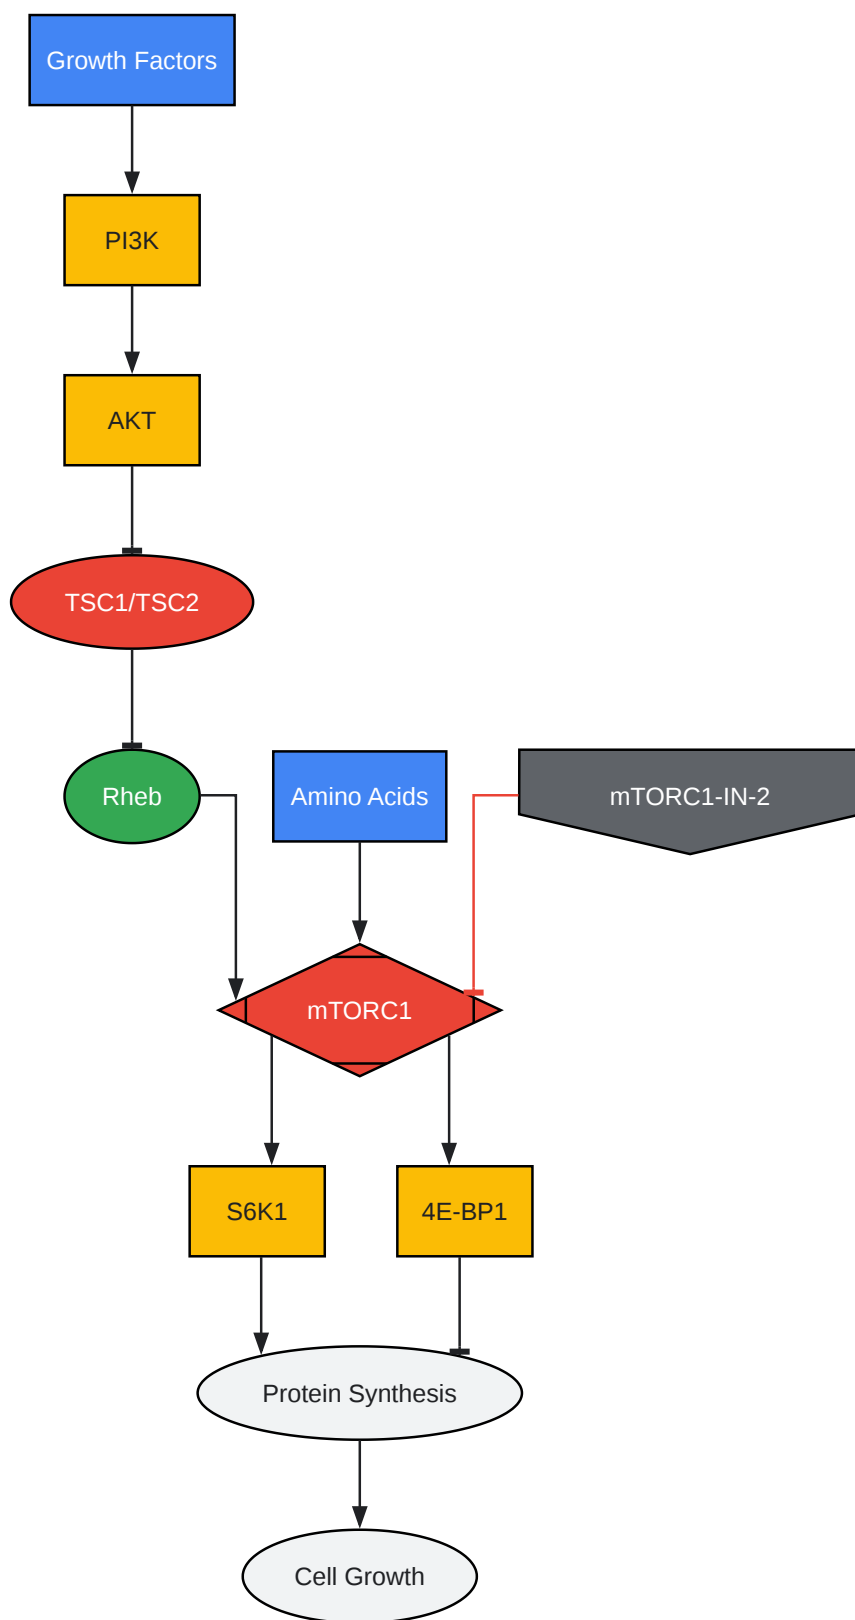 Growth Factors
PI3K
AKT
TSC1/TSC2
Rheb
Amino Acids
mTORC1-IN-2
mTORC1
S6K1
4E-BP1
Protein Synthesis
Cell Growth